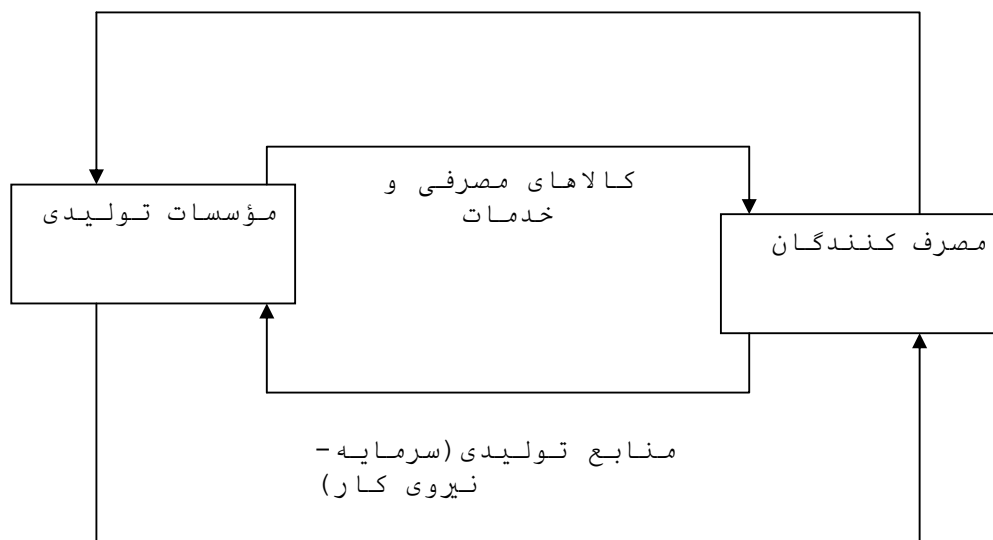 کالاهای مصرفی و
خدمات
مؤسسات تولیدی
مصرف کنندگان
منابع تولیدی(سرمایه-
نیروی کار)